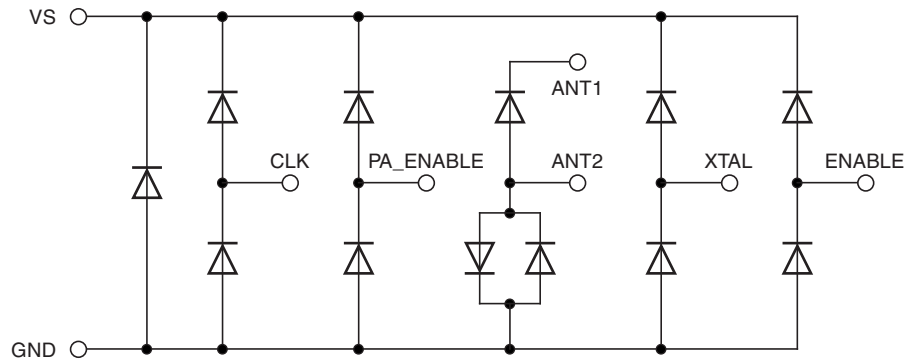 VS
ANT1
CLK
PA_ENABLE
ANT2
XTAL
ENABLE
GND